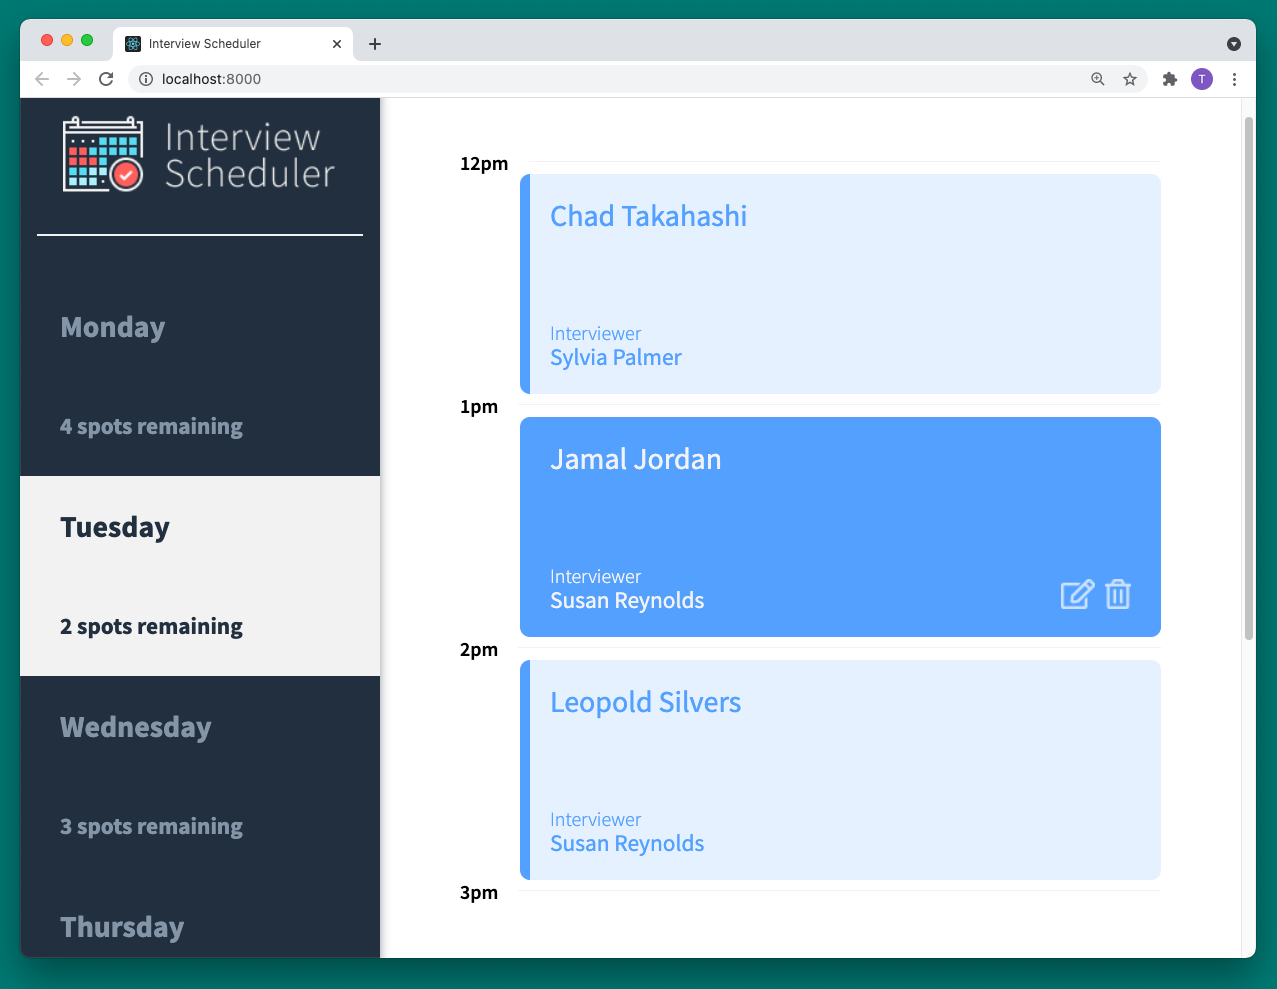 Interview Scheduler
localhost:8000
T
Interview
Scheduler
Monday
4 spots remaining
Tuesday
2 spots remaining
Wednesday
3 spots remaining
Thursday
12pm
Chad Takahashi
Interviewer
Sylvia Palmer
1pm
Jamal Jordan
Interviewer
Susan Reynolds
2pm
Leopold Silvers
Interviewer
Susan Reynolds
3pm